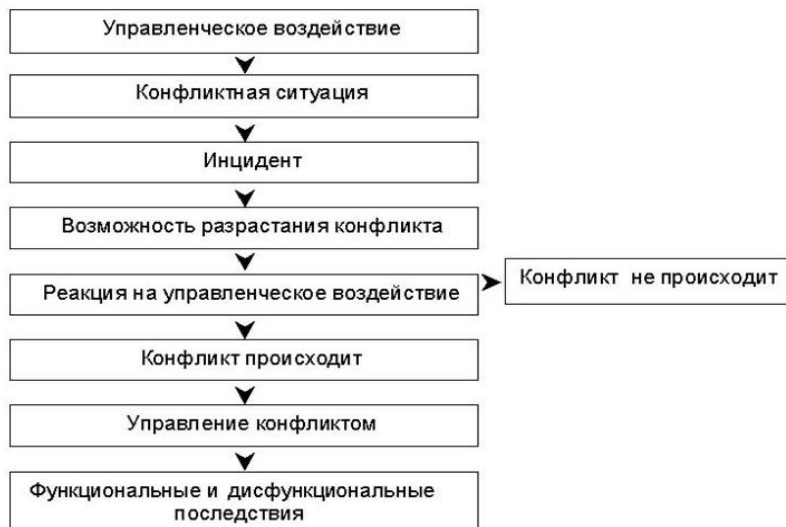 Управленческое воздействие
Конфликтная ситуация
Инцидент
Возможность разрастания конфликта
Реакция на управленческое воздействие
Конфликт не происходит
Конфликт происходит
Управление конфликтом
Функциональные и дисфункциональные
последствия